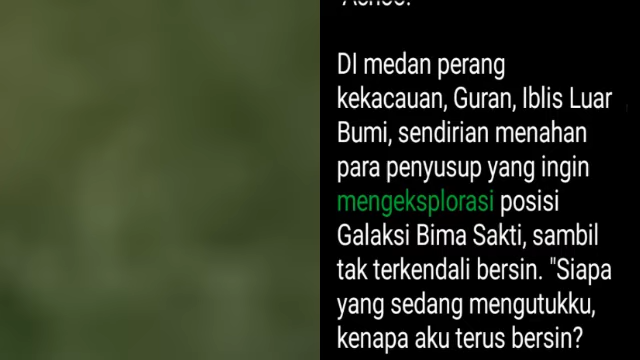 DI medan perang
kekacauan, Guran, Iblis Luar
Bumi, sendirian menahan
para penyusup yang ingin
mengeksplorasi posisi
Galaksi Bima Sakti, sambil
tak terkendali bersin. "Siapa
yang sedang mengutukku,
kenapa aku terus bersin?